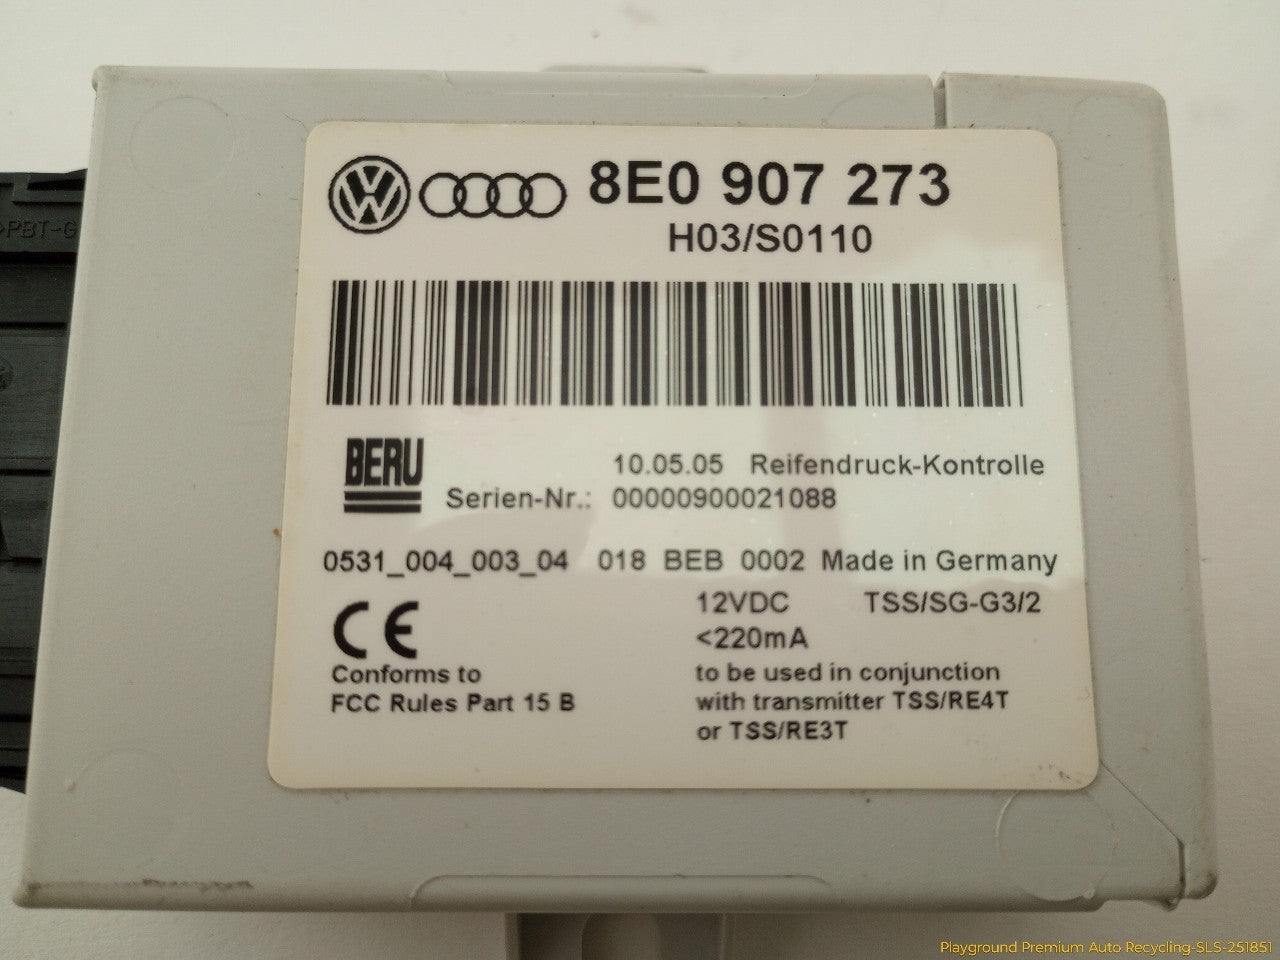 8E0 907 273
H03/S0110
>PBT-G
BERU
10.05.05 Reifendruck-Kontrolle
Serien-Nr.: 00000900021088
0531_004_003_04 018 BEB 0002 Made in Germany
CE
12VDC TSS/SG-G3/2
<220mA
Conforms to
FCC Rules Part 15 B
to be used in conjunction
with transmitter TSS/RE4T
or TSS/RE3T
Playground Premium Auto Recycling-SLS-251851